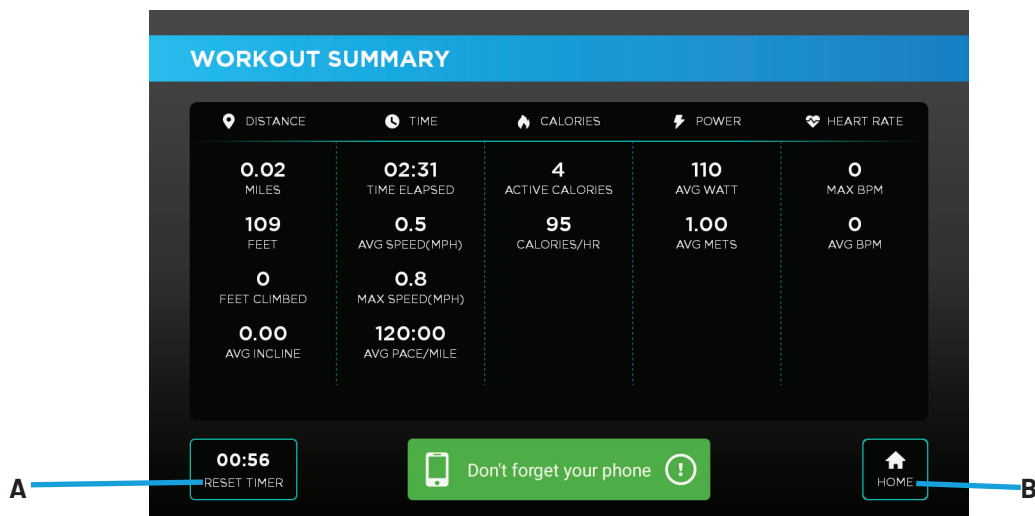 WORKOUT SUMMARY
DISTANCE TIME CALORIES POWER HEART RATE
0.02 02:31 4 110 0
MILES TIME ELAPSED ACTIVE CALORIES AVG WATT MAX BPM
109 0.5 95 1.00 0
FEET AVG SPEED(MPH) CALORIES/HR AVG METS AVG BPM
0 0.8
FEET CLIMBED MAX SPEED(MPH)
0.00 120:00
AVG INCLINE AVG PACE/MILE
00:56
RESET TIMER
Don't forget your phone !
HOME
A
B